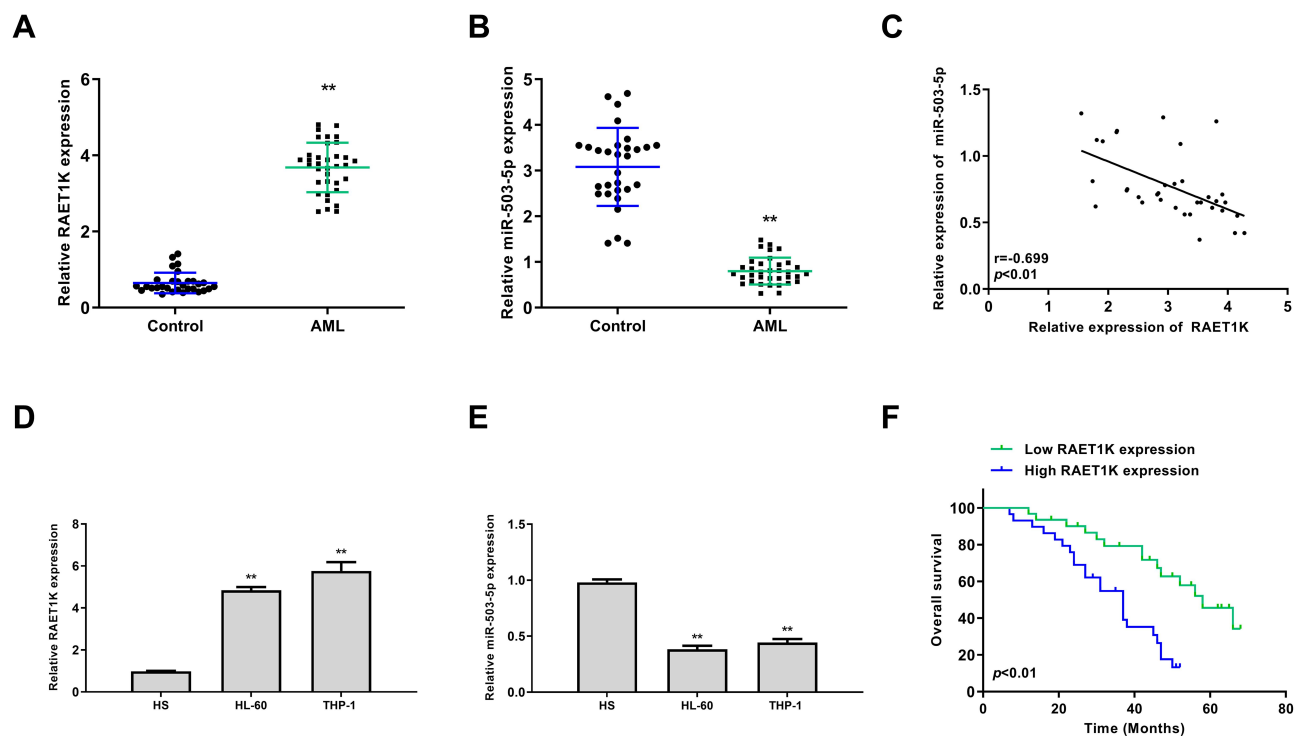 A
Relative RAET1K expression
6
4
2
0
**
Control
AML
B
Relative miR-503-5p expression
5
4
3
2
1
0
**
Control
AML
C
Relative expression of miR-503-5p
1.5
1.0
0.5
0.0
r=-0.699
p<0.01
0
1
2
3
4
5
Relative expression of RAET1K
D
Relative RAET1K expression
8
6
4
2
0
**
**
HS
HL-60
THP-1
E
Relative miR-503-5p expression
1.5
1.0
0.5
0.0
**
**
HS
HL-60
THP-1
F
Low RAET1K expression
High RAET1K expression
Overall survival
100
80
60
40
20
0
p<0.01
0
20
40
60
80
Time (Months)